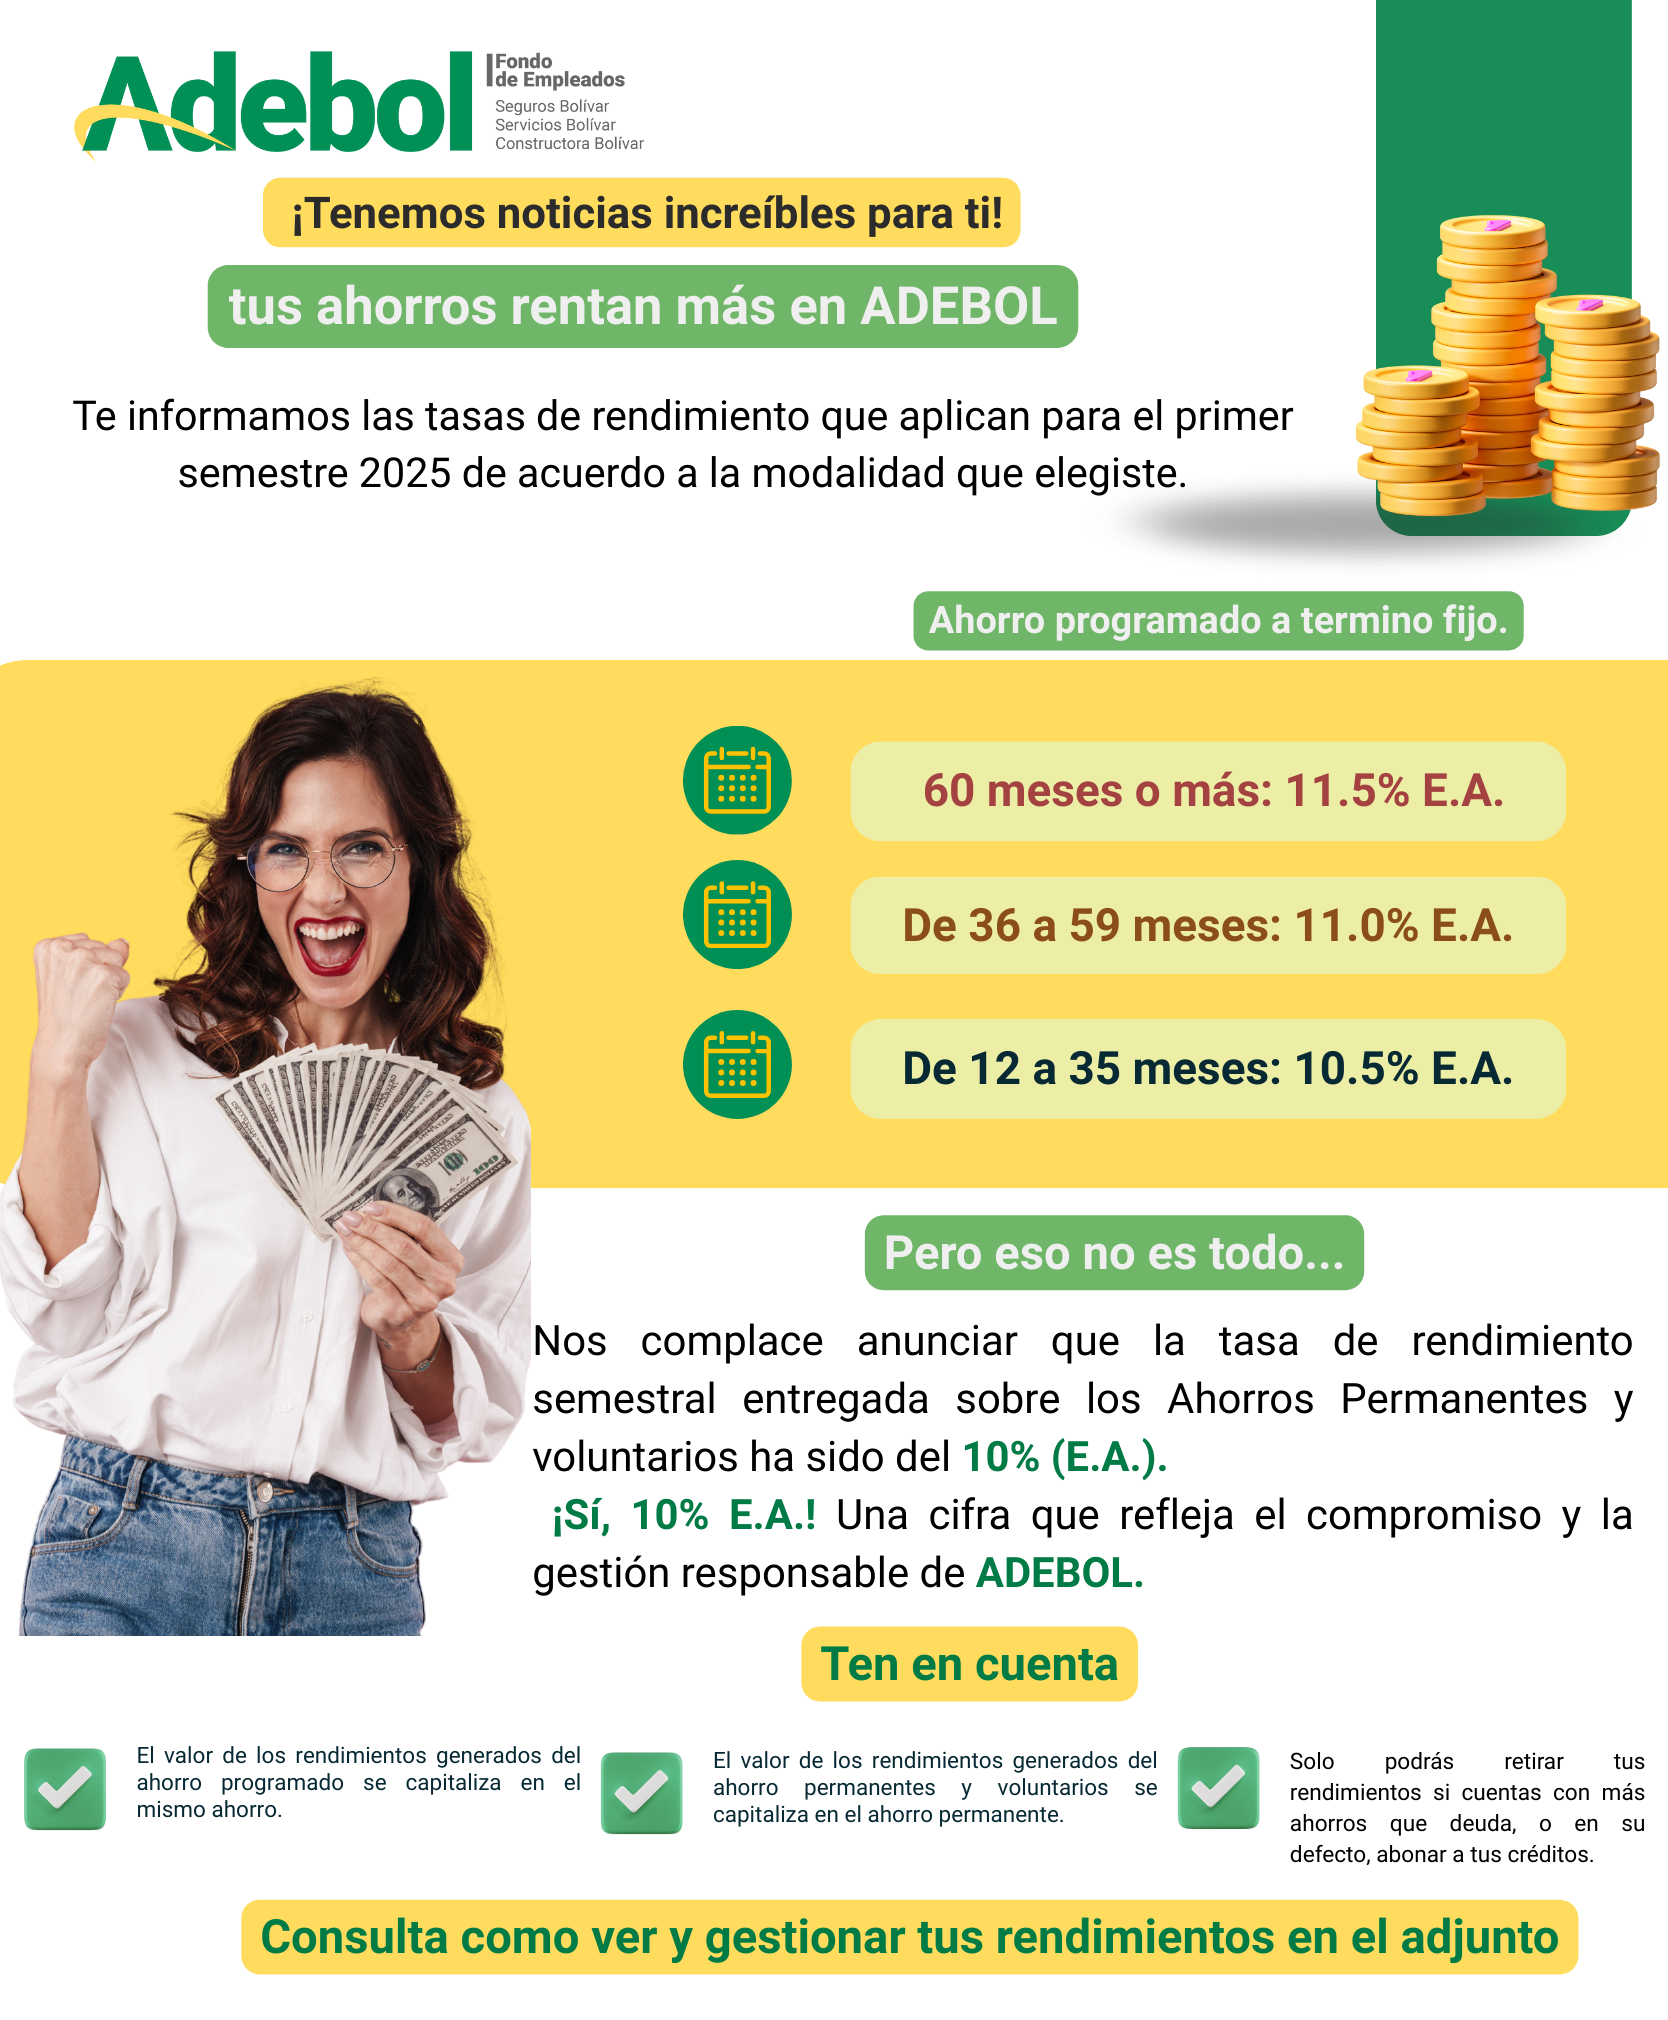 Adebol
Fondo
de Empleados
Seguros Bolívar
Servicios Bolívar
Constructora Bolívar
¡Tenemos noticias increíbles para ti!
tus ahorros rentan más en ADEBOL
Te informamos las tasas de rendimiento que aplican para el primer
semestre 2025 de acuerdo a la modalidad que elegiste.
Ahorro programado a termino fijo.
60 meses o más: 11.5% E.A.
De 36 a 59 meses: 11.0% E.A.
De 12 a 35 meses: 10.5% E.A.
Pero eso no es todo...
Nos complace anunciar que la tasa de rendimiento
semestral entregada sobre los Ahorros Permanentes y
voluntarios ha sido del 10% (E.A.).
¡Sí, 10% E.A.! Una cifra que refleja el compromiso y la
gestión responsable de ADEBOL.
Ten en cuenta
El valor de los rendimientos generados del
ahorro programado se capitaliza en el
mismo ahorro.
El valor de los rendimientos generados del
ahorro permanentes y voluntarios se
capitaliza en el ahorro permanente.
Solo podrás retirar tus
rendimientos si cuentas con más
ahorros que deuda, o en su
defecto, abonar a tus créditos.
Consulta como ver y gestionar tus rendimientos en el adjunto